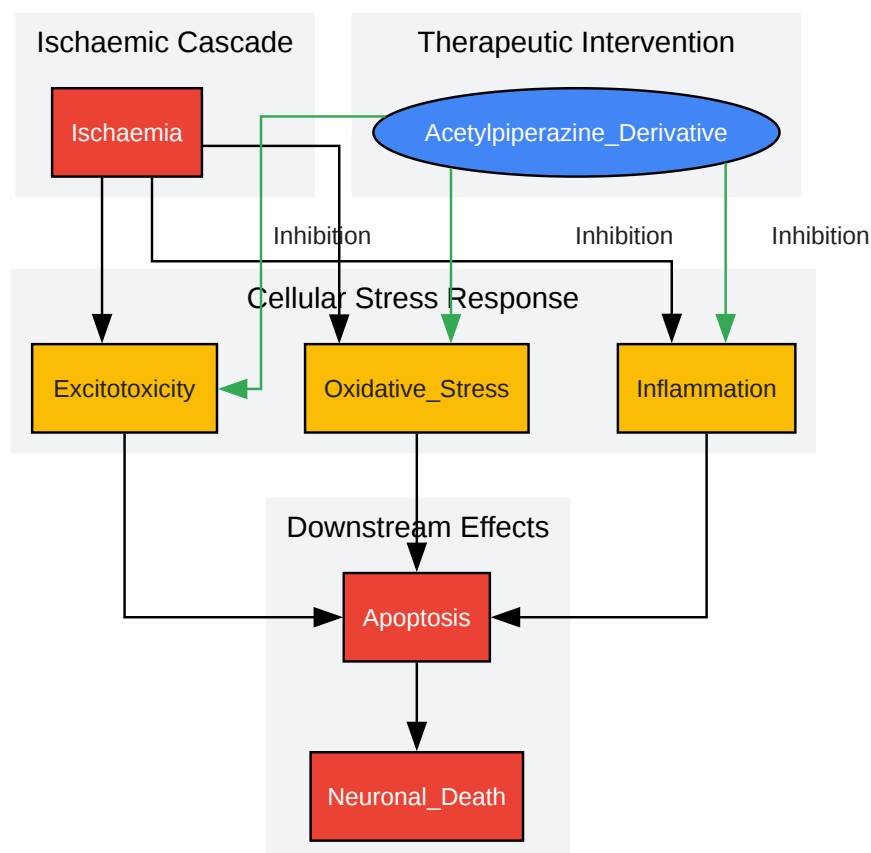 Ischaemic Cascade
Therapeutic Intervention
Ischaemia
Acetylpiperazine_Derivative
Inhibition
Inhibition
Inhibition
Cellular Stress Response
Excitotoxicity
Oxidative_Stress
Inflammation
Downstream Effects
Apoptosis
Neuronal_Death